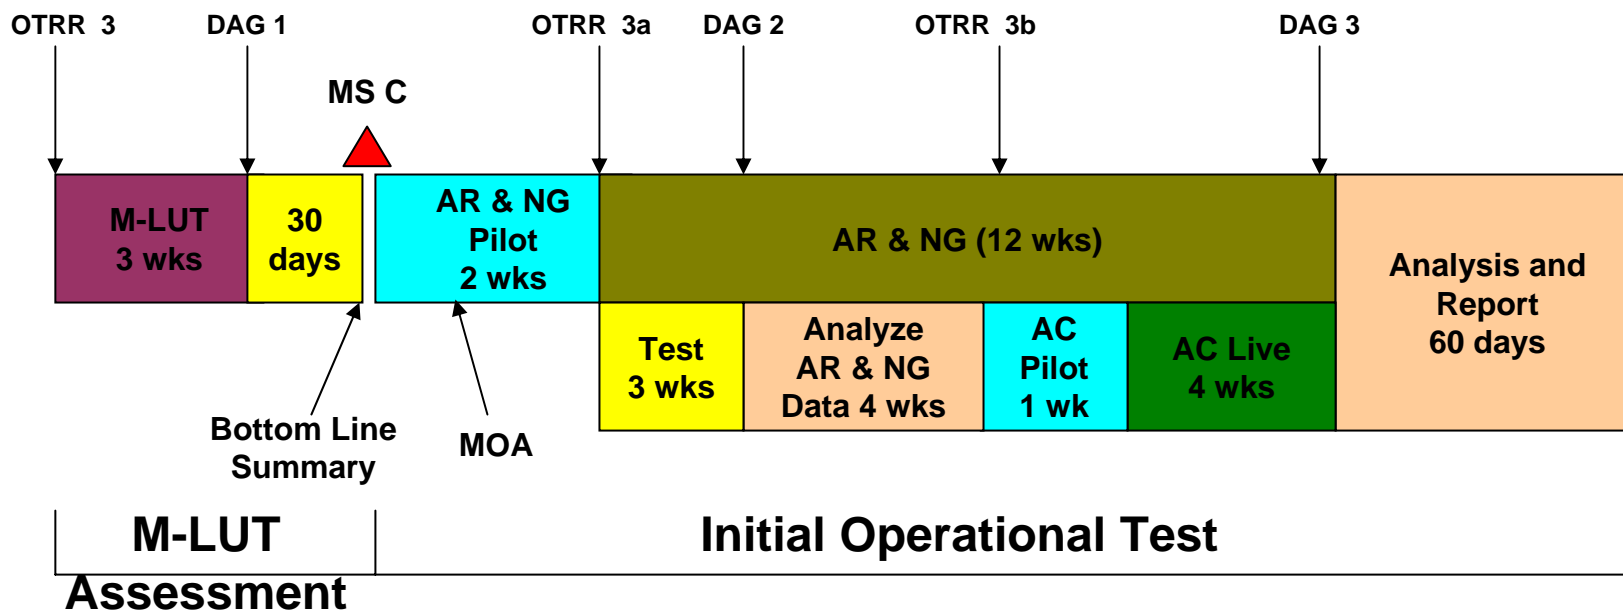 OTRR 3
DAG 1
OTRR 3a
DAG 2
OTRR 3b
DAG 3
MS C
M-LUT
3 wks
30
days
AR & NG
Pilot
2 wks
AR & NG (12 wks)
Analysis and
Report
60 days
Test
3 wks
Analyze
AR & NG
Data 4 wks
AC
Pilot
1 wk
AC Live
4 wks
Bottom Line
Summary
MOA
M-LUT
Assessment
Initial Operational Test